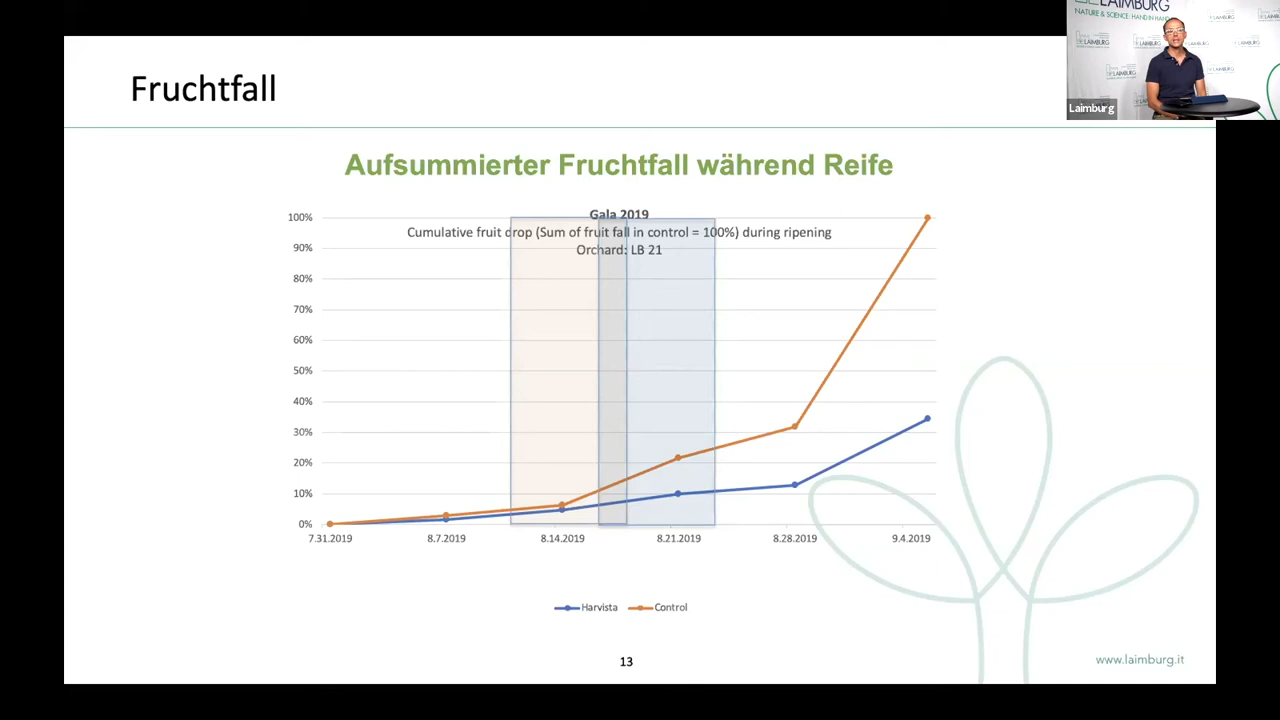 LAIMBURG
NATURE & SCIENCE: HAND IN HAND
LAIMBURG
LAIMBURG
LAIMBURG
Laimburg
Fruchtfall
Aufsummierter Fruchtfall während Reife
Gala 2019
Cumulative fruit drop (Sum of fruit fall in control = 100%) during ripening
Orchard: LB 21
100%
90%
80%
70%
60%
50%
40%
30%
20%
10%
0%
7.31.2019 8.7.2019 8.14.2019 8.21.2019 8.28.2019 9.4.2019
Harvista Control
13
www.laimburg.it